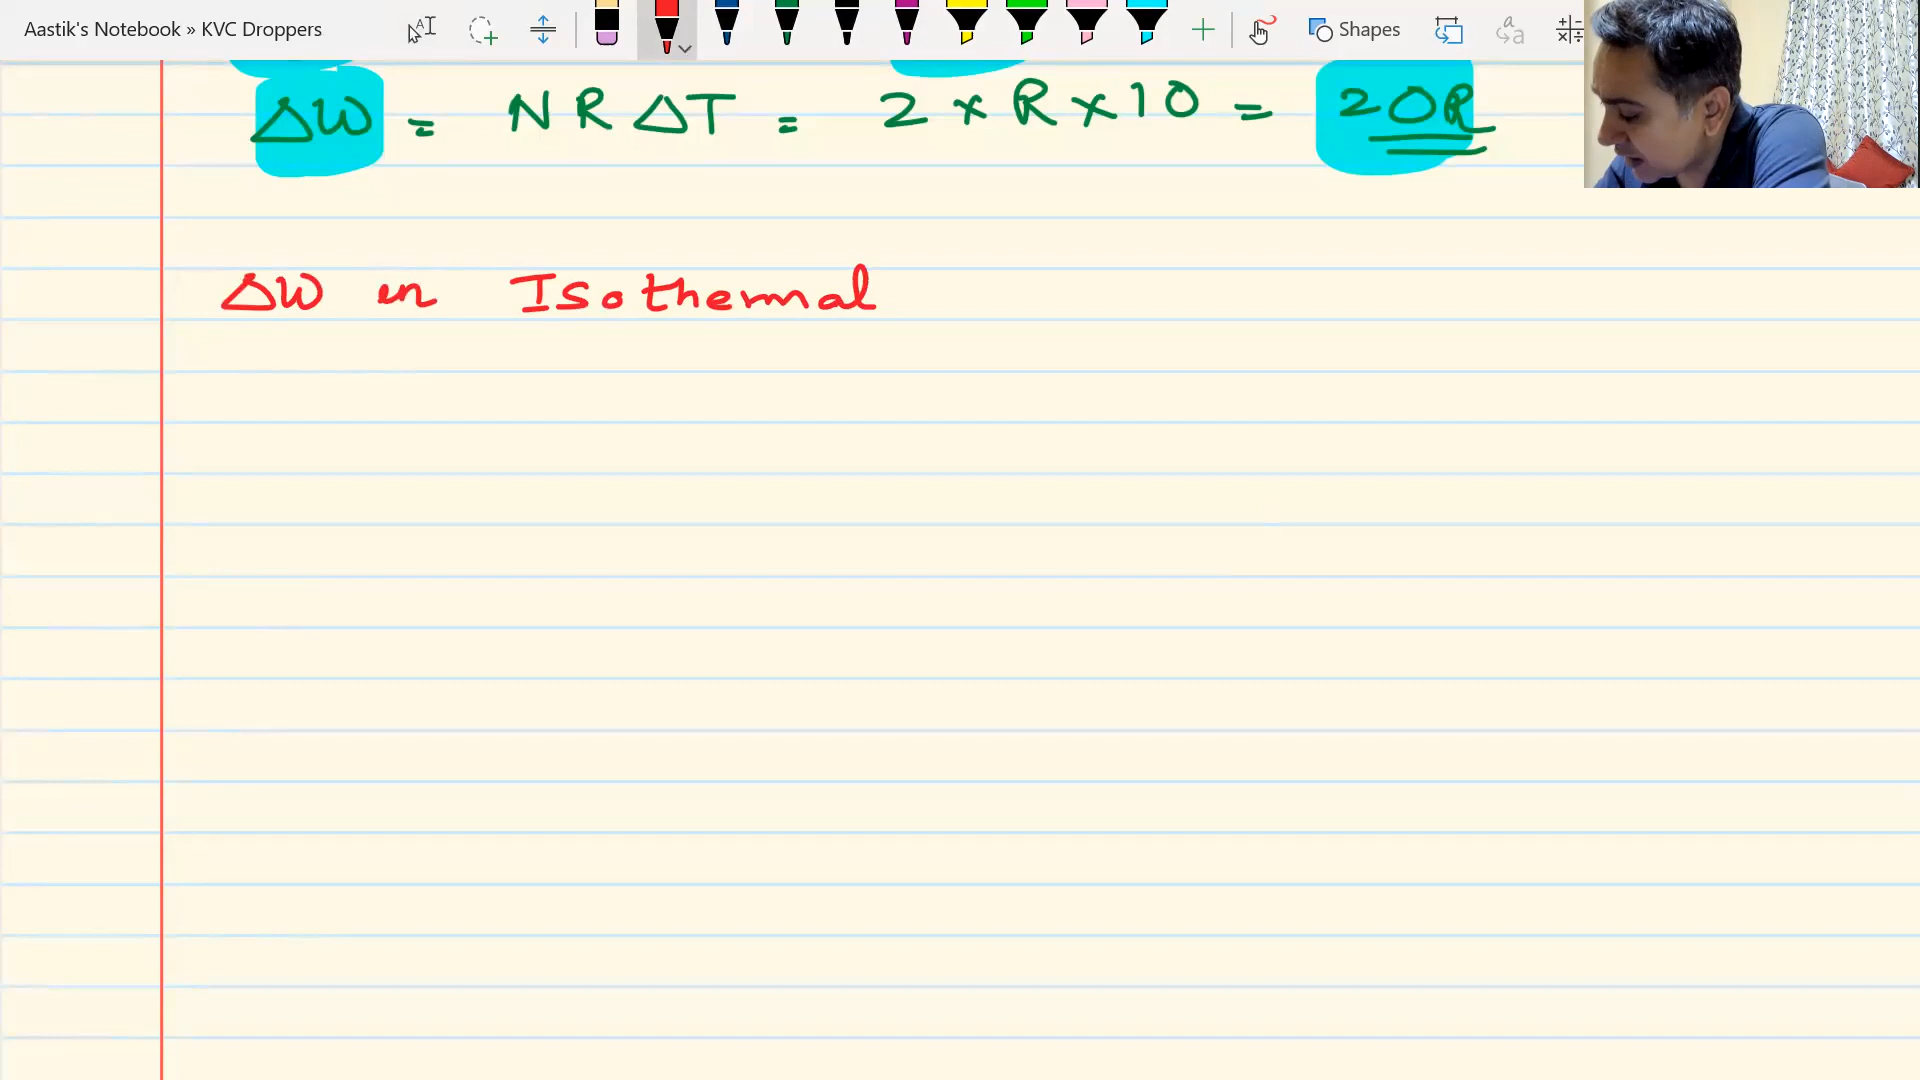 Aastik's Notebook » KVC Droppers
Shapes
ΔW = NRΔT = 2 × R × 10 = 20R
ΔW in Isothermal